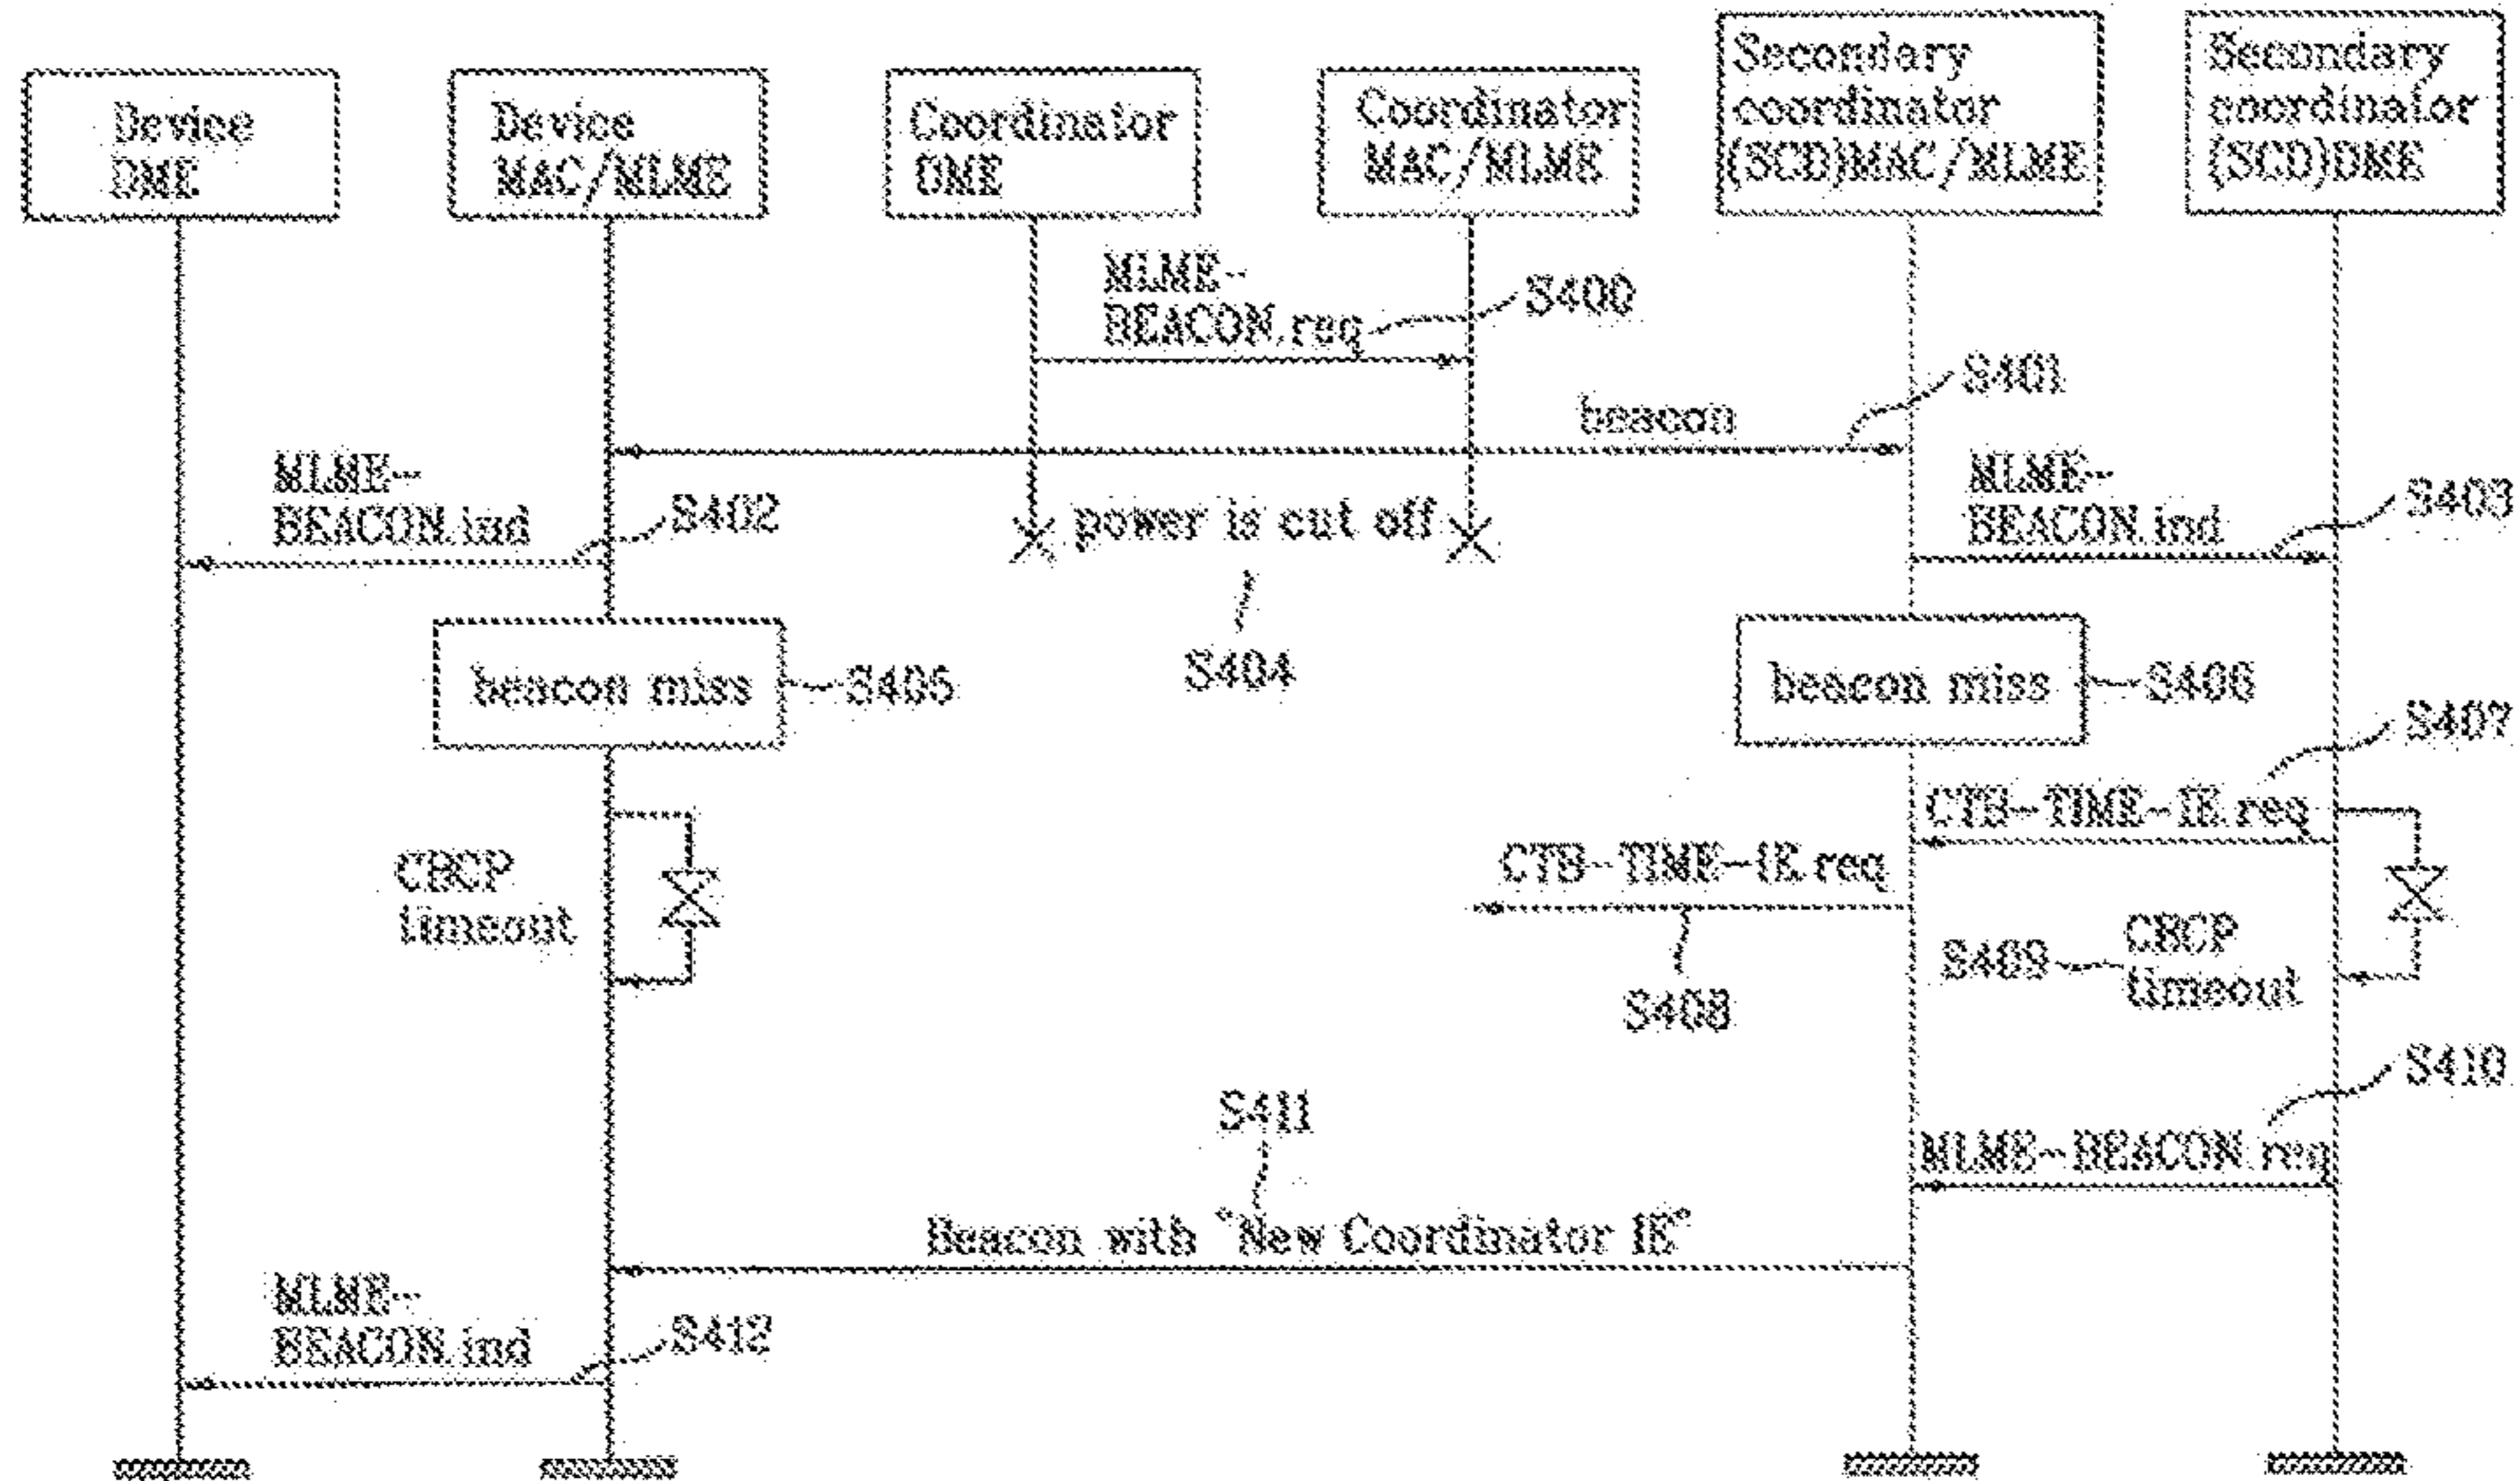 Device
DME
Device
MAC/MLME
Coordinator
DME
Coordinator
MAC/MLME
Secondary
coordinator
(SCD)MAC/MLME
Secondary
coordinator
(SCD)DME
MLME-
BEACON.req
S400
S401
beacon
MLME-
BEACON.ind
S402
power is cut off
MLME-
BEACON.ind
S403
S404
beacon miss
S405
beacon miss
S406
S407
CTB-TIME-IE.req
CTB-TIME-IE.req
S408
CBCP
timeout
S409
CBCP
timeout
S410
MLME-BEACON.req
S411
Beacon with "New Coordinator IE"
MLME-
BEACON.ind
S412